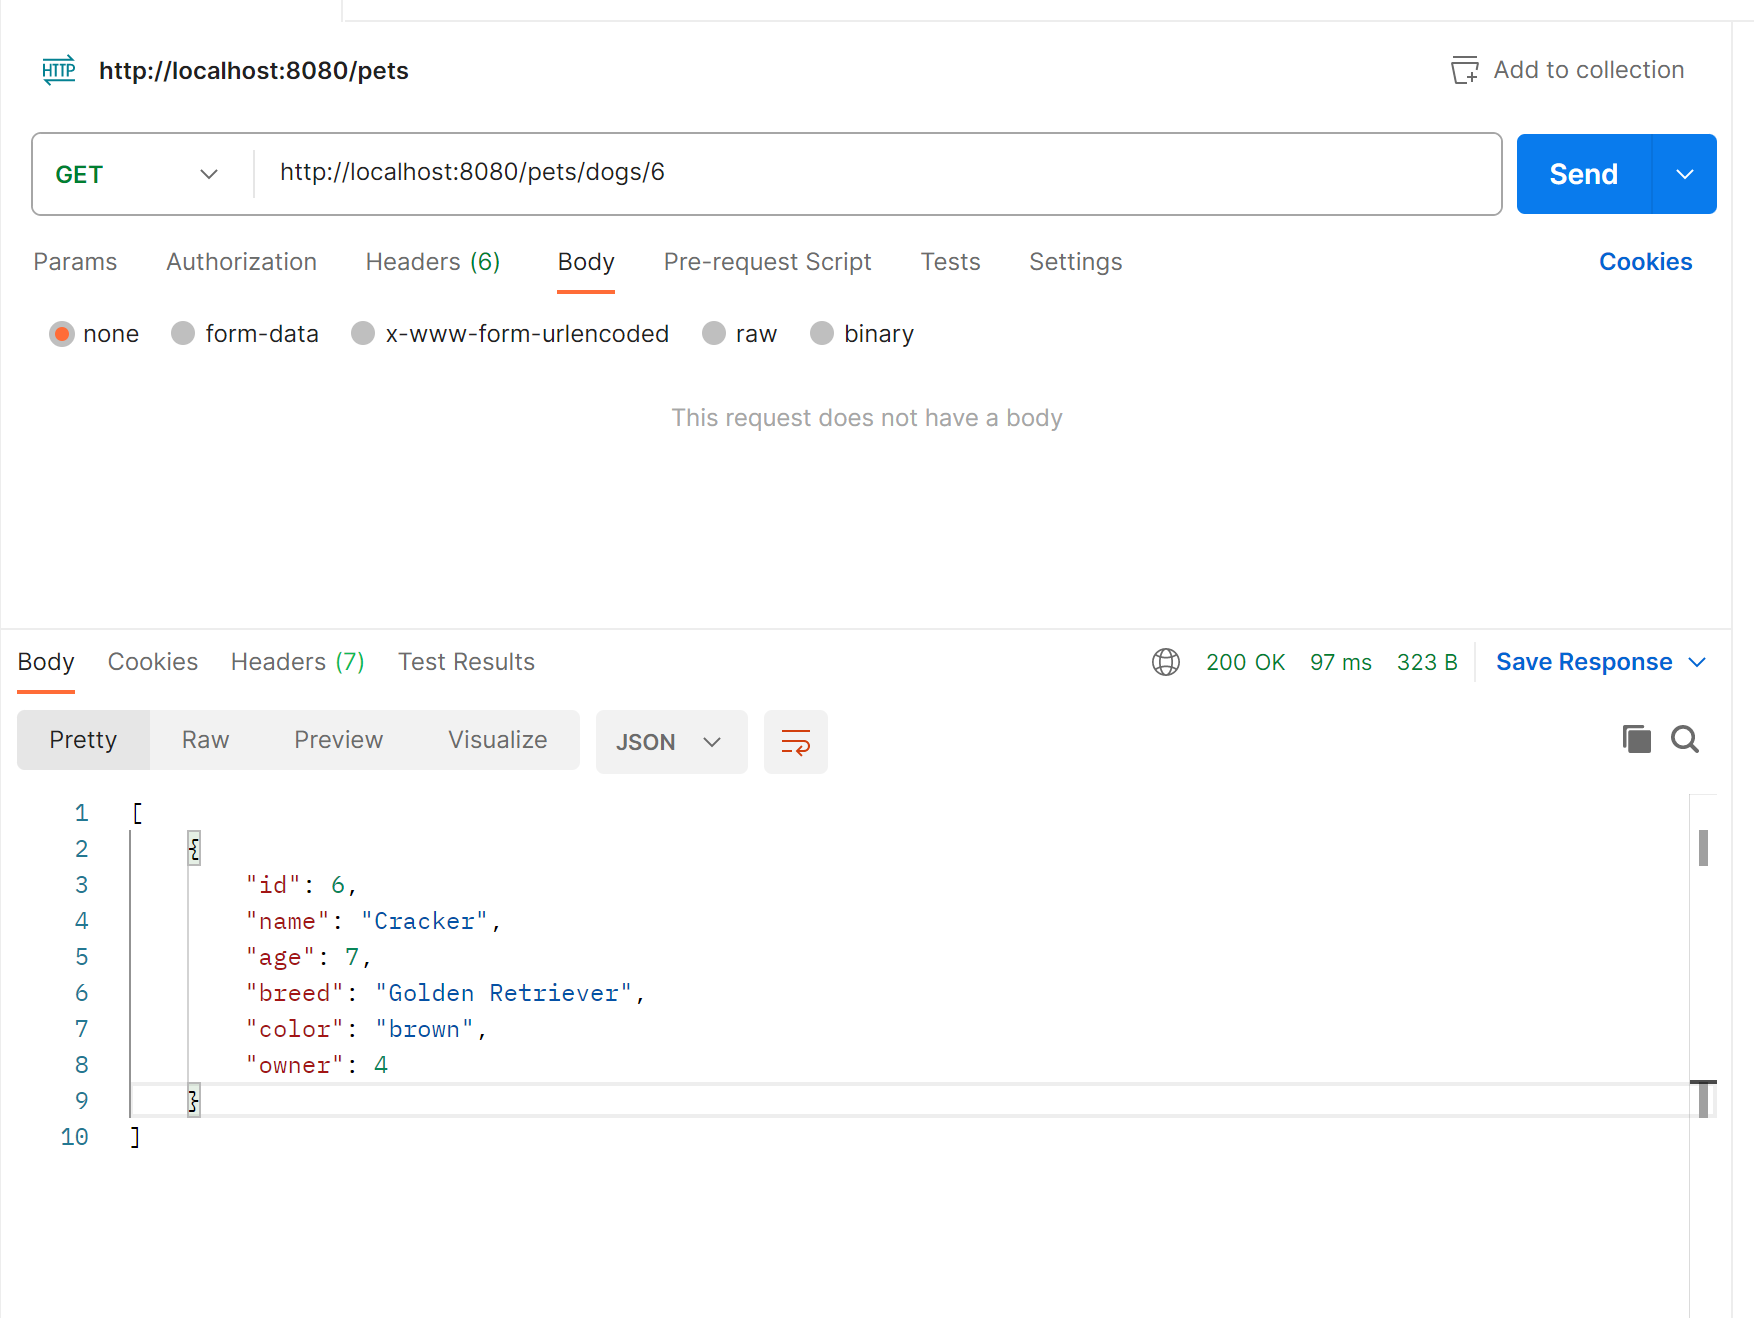 HTTP http://localhost:8080/pets Add to collection
GET http://localhost:8080/pets/dogs/6 Send
Params Authorization Headers (6) Body Pre-request Script Tests Settings Cookies
none form-data x-www-form-urlencoded raw binary
This request does not have a body
Body Cookies Headers (7) Test Results 200 OK 97 ms 323 B Save Response
Pretty Raw Preview Visualize JSON
1 [
2 {
3 "id": 6,
4 "name": "Cracker",
5 "age": 7,
6 "breed": "Golden Retriever",
7 "color": "brown",
8 "owner": 4
9 }
10 ]